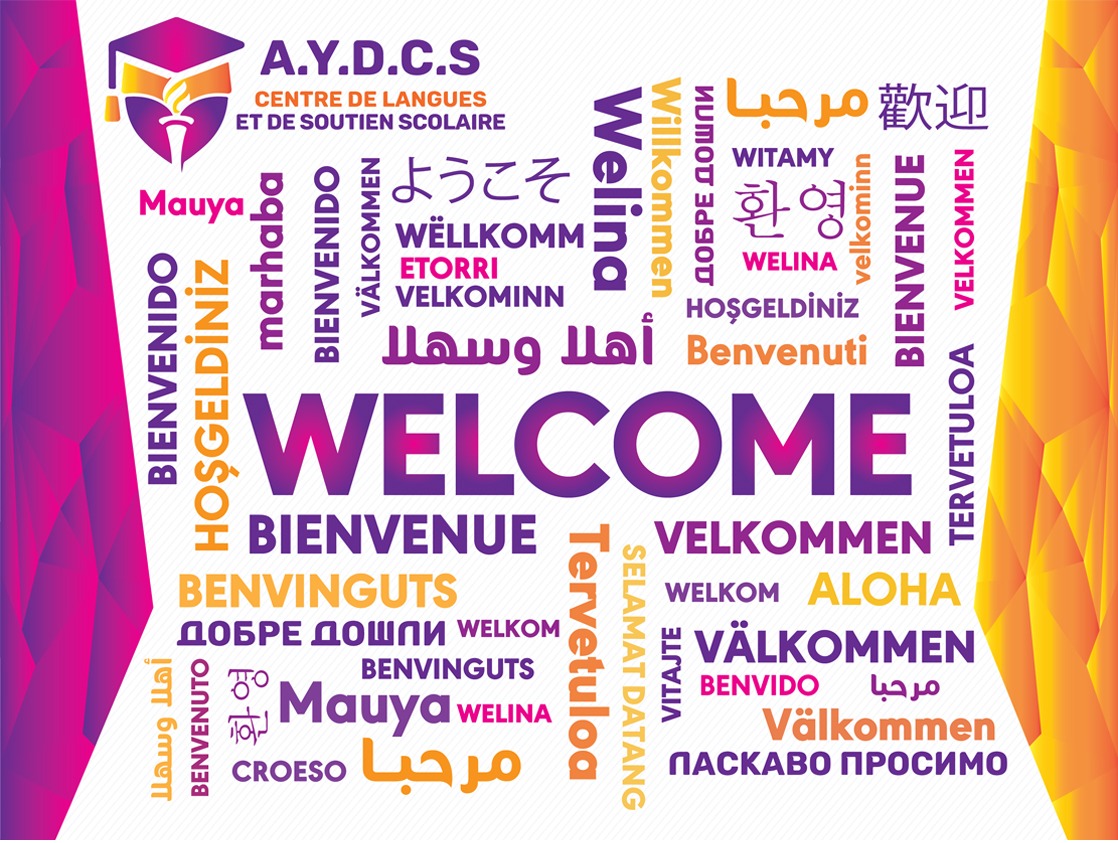 A.Y.D.C.S
CENTRE DE LANGUES
ET DE SOUTIEN SCOLAIRE
Mauya
marhaba
BIENVENIDO
VÄLKOMMEN
ようこそ
WËLLKOMM
ETORRI
VELKOMINN
Welina
Willkommen
ДОБРЕ ДОШЛИ
مرحبا
歡迎
WITAMY
환영
velkominn
WELINA
BIENVENUE
VELKOMMEN
HOŞGELDİNİZ
Benvenuti
أهلا وسهلا
BIENVENIDO
HOŞGELDİNİZ
WELCOME
TERVETULOA
BIENVENUE
Tervetuloa
SELAMAT DATANG
VELKOMMEN
BENVINGUTS
WELKOM
ALOHA
ДОБРЕ ДОШЛИ
WELKOM
VITAJTE
VÄLKOMMEN
أهلا وسهلا
BENVENUTO
환영
BENVINGUTS
BENVIDO
مرحبا
Mauya
WELINA
Välkommen
CROESO
مرحبا
ЛАСКАВО ПРОСИМО